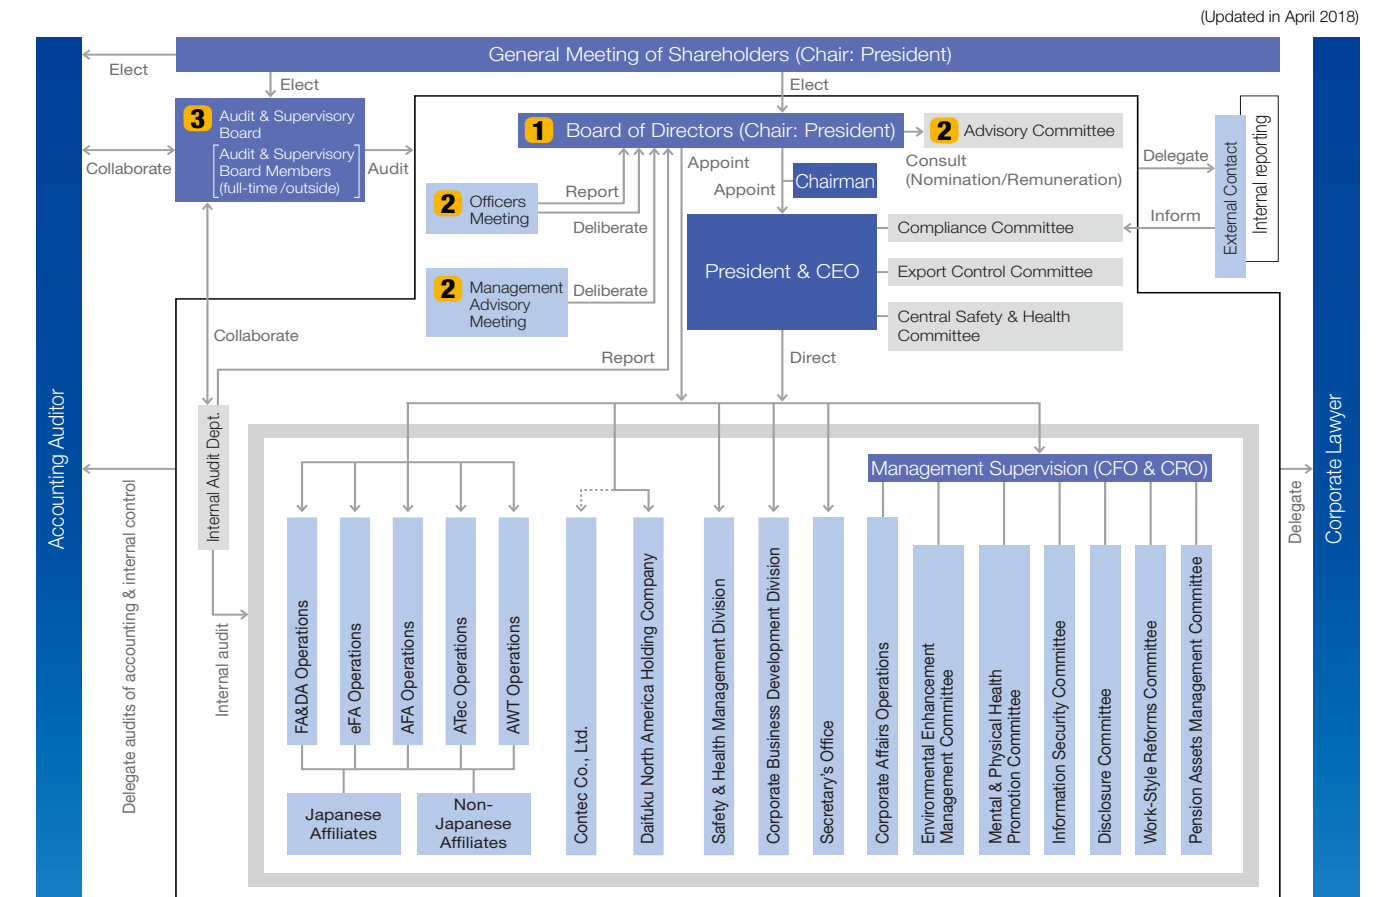 (Updated in April 2018)
General Meeting of Shareholders (Chair: President)
Elect
Elect
Elect
3
Audit & Supervisory
Board
Audit & Supervisory
Board Members
(full-time/outside)
Collaborate
Audit
1
Board of Directors (Chair: President)
2
Advisory Committee
Consult
(Nomination/Remuneration)
Delegate
Inform
External Contact
Internal reporting
Appoint
Appoint
Chairman
2
Officers
Meeting
Report
Deliberate
2
Management
Advisory
Meeting
Deliberate
President & CEO
Compliance Committee
Export Control Committee
Central Safety & Health
Committee
Collaborate
Report
Direct
Accounting Auditor
Corporate Lawyer
Delegate audits of accounting & internal control
Internal Audit Dept.
Internal audit
Delegate
Management Supervision (CFO & CRO)
FA&DA Operations
eFA Operations
AFA Operations
ATec Operations
AWT Operations
Japanese
Affiliates
Non-
Japanese
Affiliates
Contec Co., Ltd.
Daifuku North America Holding Company
Safety & Health Management Division
Corporate Business Development Division
Secretary's Office
Corporate Affairs Operations
Environmental Enhancement
Management Committee
Mental & Physical Health
Promotion Committee
Information Security Committee
Disclosure Committee
Work-Style Reforms Committee
Pension Assets Management Committee